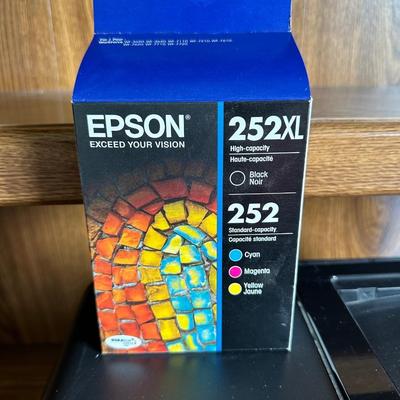 EPSON®
EXCEED YOUR VISION
252XL
High-capacity
Haute-capacité
Black
Noir
252
Standard-capacity
Capacité standard
Cyan
Magenta
Yellow
Jaune